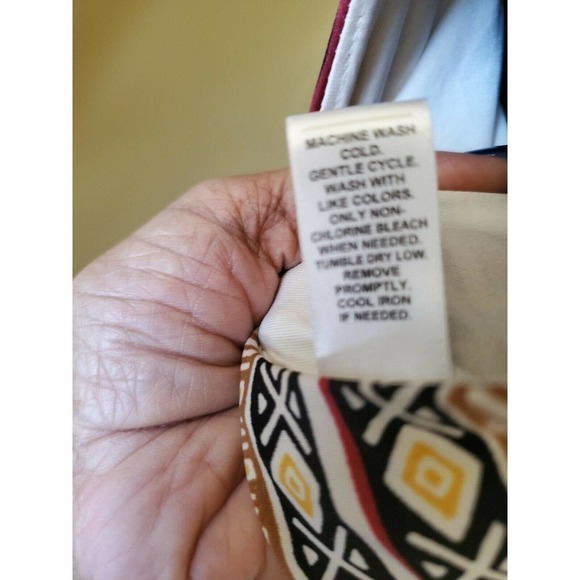 MACHINE WASH
COLD.
GENTLE CYCLE.
WASH WITH
LIKE COLORS.
ONLY NON-
CHLORINE BLEACH
WHEN NEEDED.
TUMBLE DRY LOW.
REMOVE
PROMPTLY.
COOL IRON
IF NEEDED.